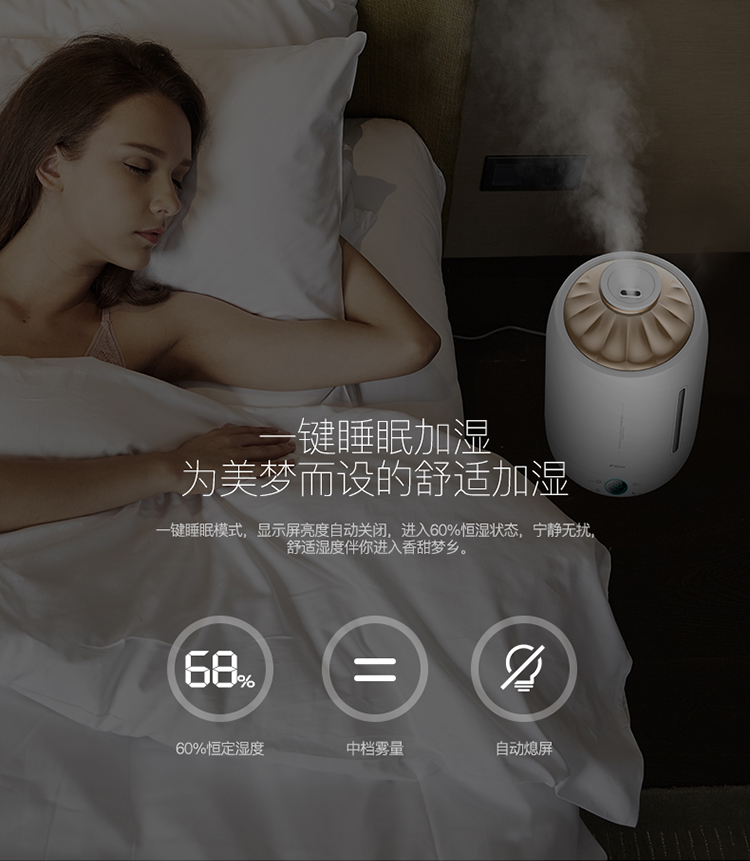 一键睡眠加湿
为美梦而设的舒适加湿
一键睡眠模式，显示屏亮度自动关闭，进入60%恒湿状态，宁静无扰，
舒适湿度伴你进入香甜梦乡。
68%
60%恒定湿度
中档雾量
自动熄屏